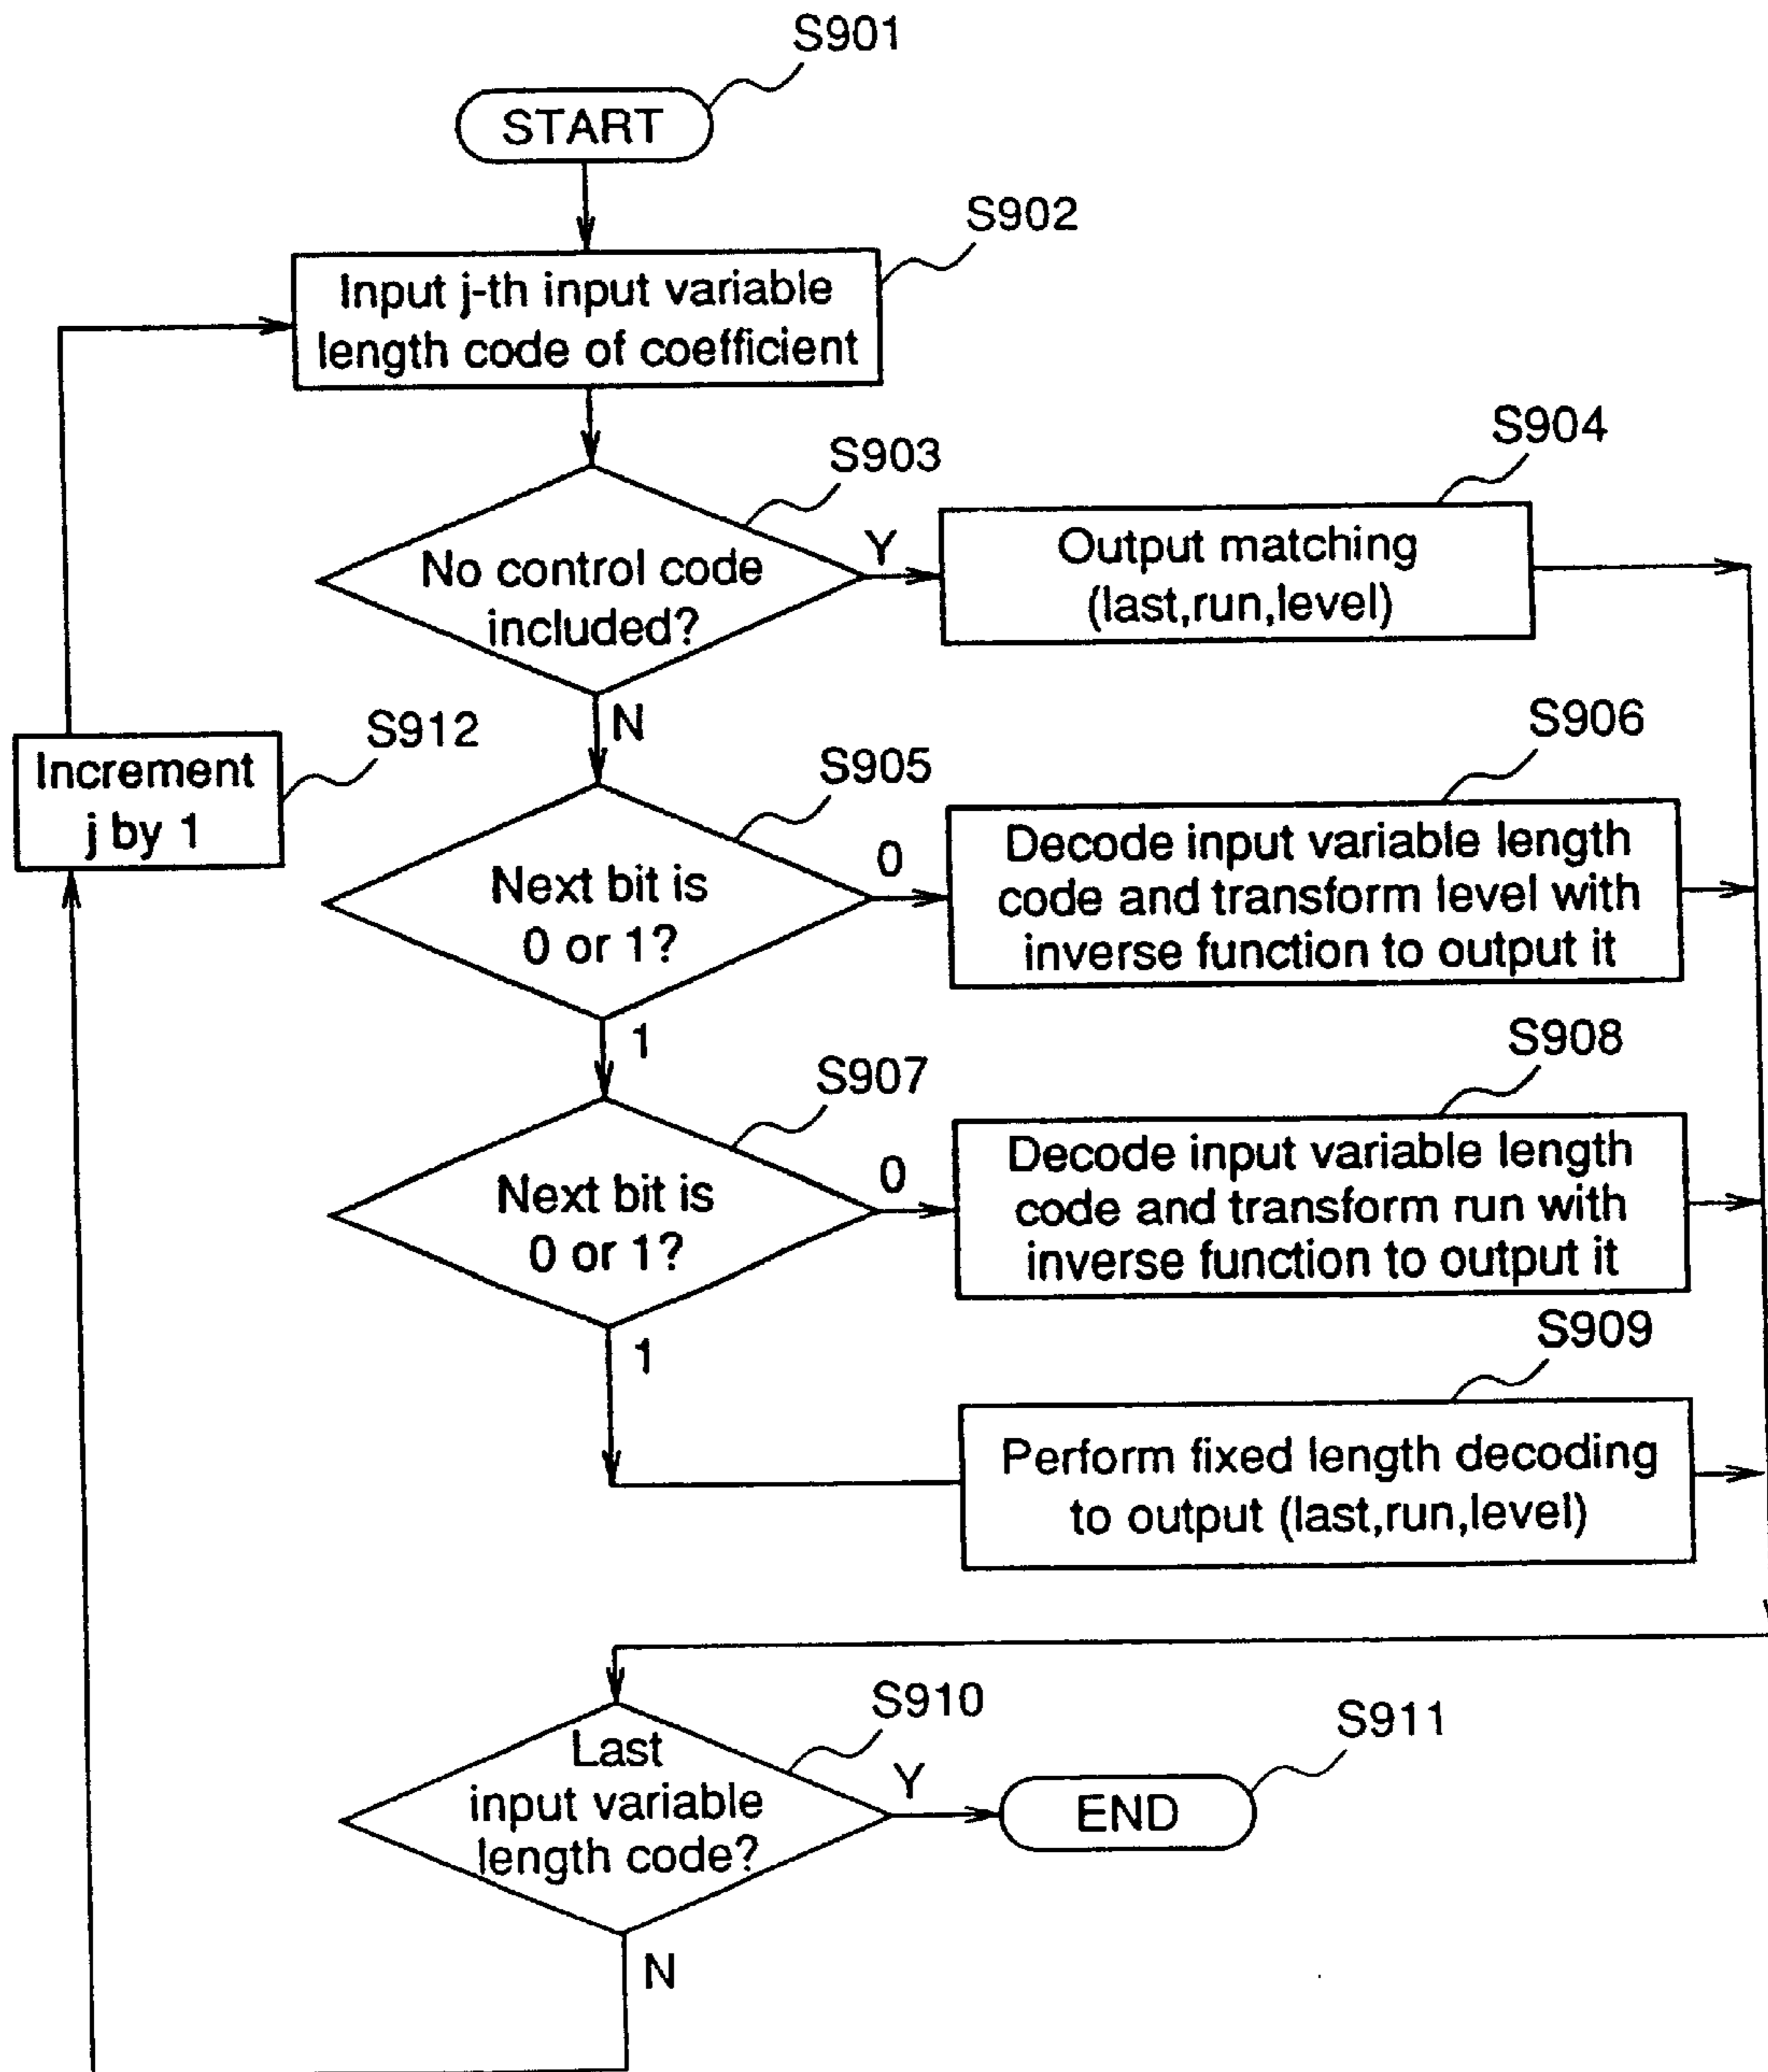 S901
START
S902
Input j-th input variable
length code of coefficient
S903
No control code
included?
Y
S904
Output matching
(last,run,level)
N
S912
Increment
j by 1
S905
Next bit is
0 or 1?
0
S906
Decode input variable length
code and transform level with
inverse function to output it
1
S907
Next bit is
0 or 1?
0
S908
Decode input variable length
code and transform run with
inverse function to output it
1
S909
Perform fixed length decoding
to output (last,run,level)
S910
Last
input variable
length code?
Y
S911
END
N